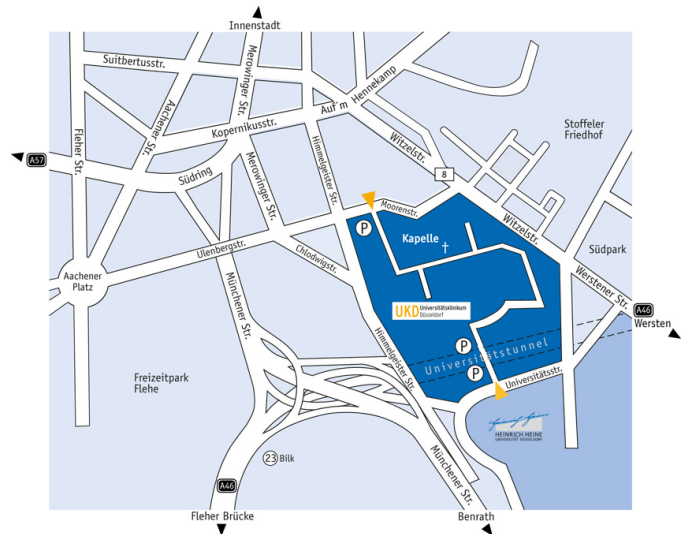 Innenstadt
Suitbertusstr.
Merowinger Str.
Auf'm Hennekamp
Aachener Str.
Fleher Str.
Kopernikusstr.
Himmelgeister Str.
Witzelstr.
Stoffeler
Friedhof
A57
Südring
Merowinger Str.
8
Moorenstr.
Witzelstr.
P
Kapelle
Südpark
Ulenbergstr.
Chlodwigstr.
Aachener
Platz
Münchener Str.
Werstener Str.
UKD Universitätsklinikum
Düsseldorf
A46
Wersten
Himmelgeister Str.
P
Universitätstunnel
P
Universitätsstr.
Freizeitpark
Flehe
HEINRICH HEINE
UNIVERSITÄT DÜSSELDORF
23 Bilk
Münchener Str.
A46
Fleher Brücke
Benrath